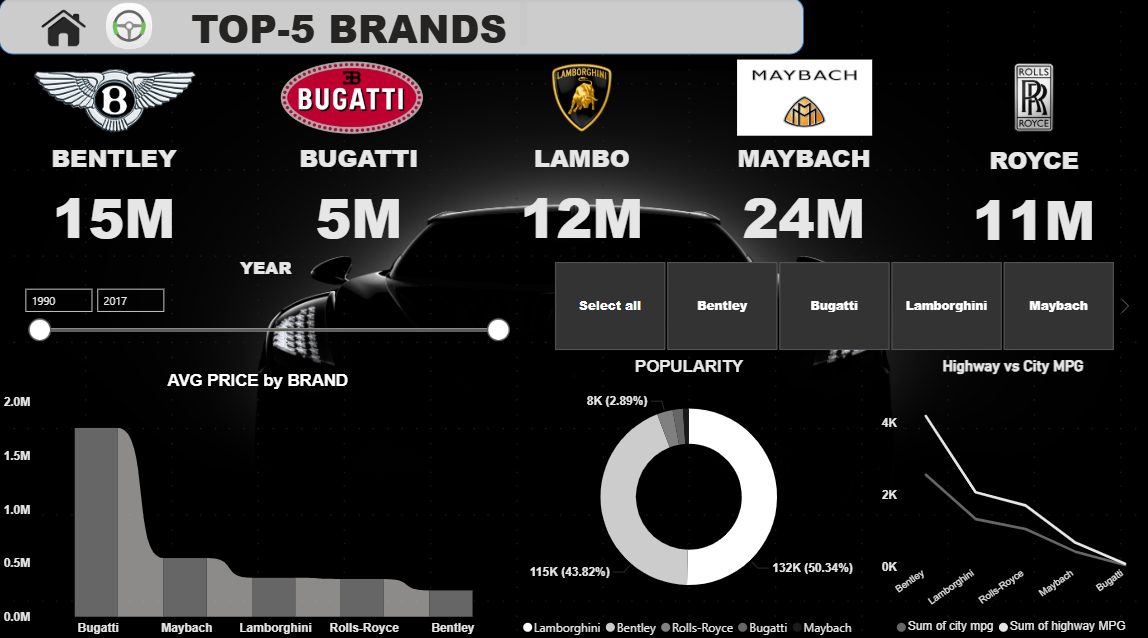 TOP-5 BRANDS
B
EB
BUGATTI
LAMBORGHINI
MAYBACH
MM
ROLLS
RR
ROYCE
BENTLEY
BUGATTI
LAMBO
MAYBACH
ROYCE
15M
5M
12M
24M
11M
YEAR
1990
2017
Select all
Bentley
Bugatti
Lamborghini
Maybach
AVG PRICE by BRAND
2.0M
1.5M
1.0M
0.5M
0.0M
Bugatti
Maybach
Lamborghini
Rolls-Royce
Bentley
POPULARITY
8K (2.89%)
115K (43.82%)
132K (50.34%)
Lamborghini
Bentley
Rolls-Royce
Bugatti
Maybach
Highway vs City MPG
4K
2K
0K
Bentley
Lamborghini
Rolls-Royce
Maybach
Bugatti
Sum of city mpg
Sum of highway MPG